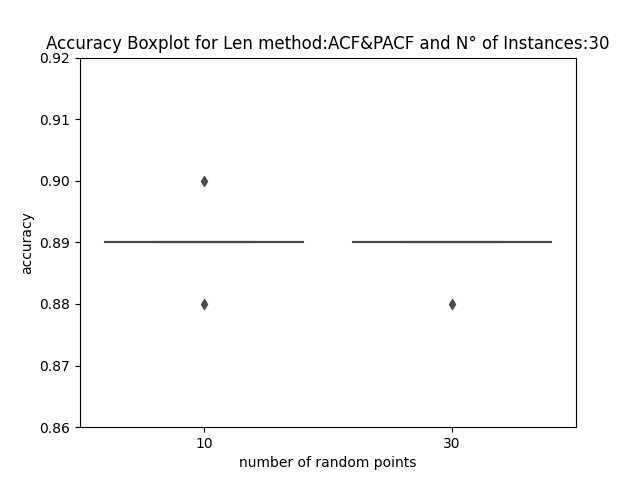 Accuracy Boxplot for Len method:ACF&PACF and N° of Instances:30
0.92
0.91
0.90
0.89
0.88
0.87
0.86
accuracy
10 30
number of random points